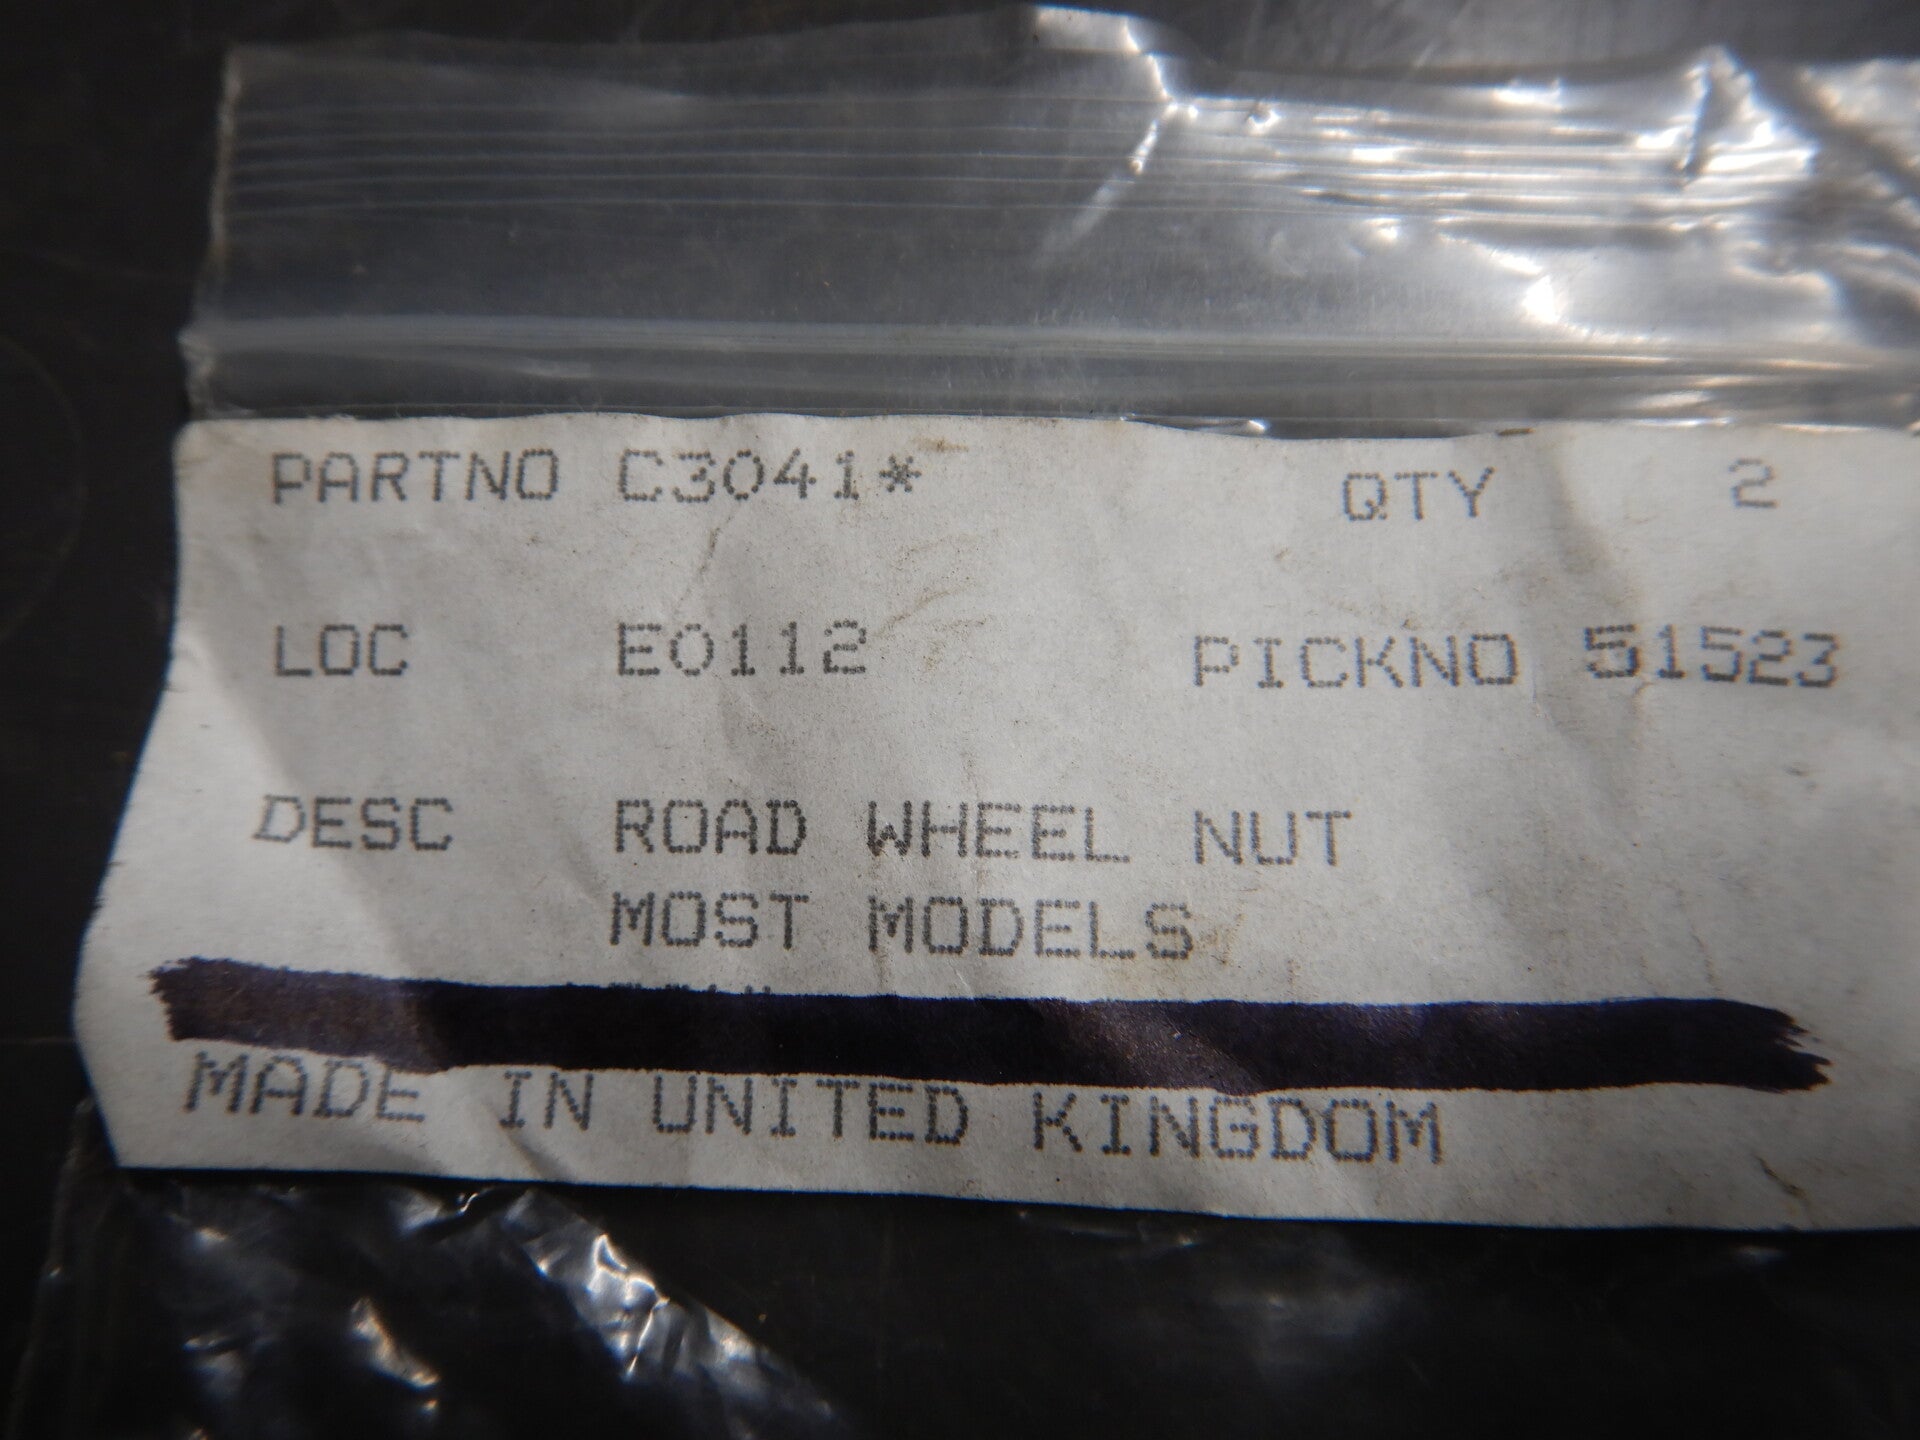 PARTNO C3041* QTY 2
LOC E0112 PICKNO 51523
DESC ROAD WHEEL NUT
MOST MODELS
MADE IN UNITED KINGDOM